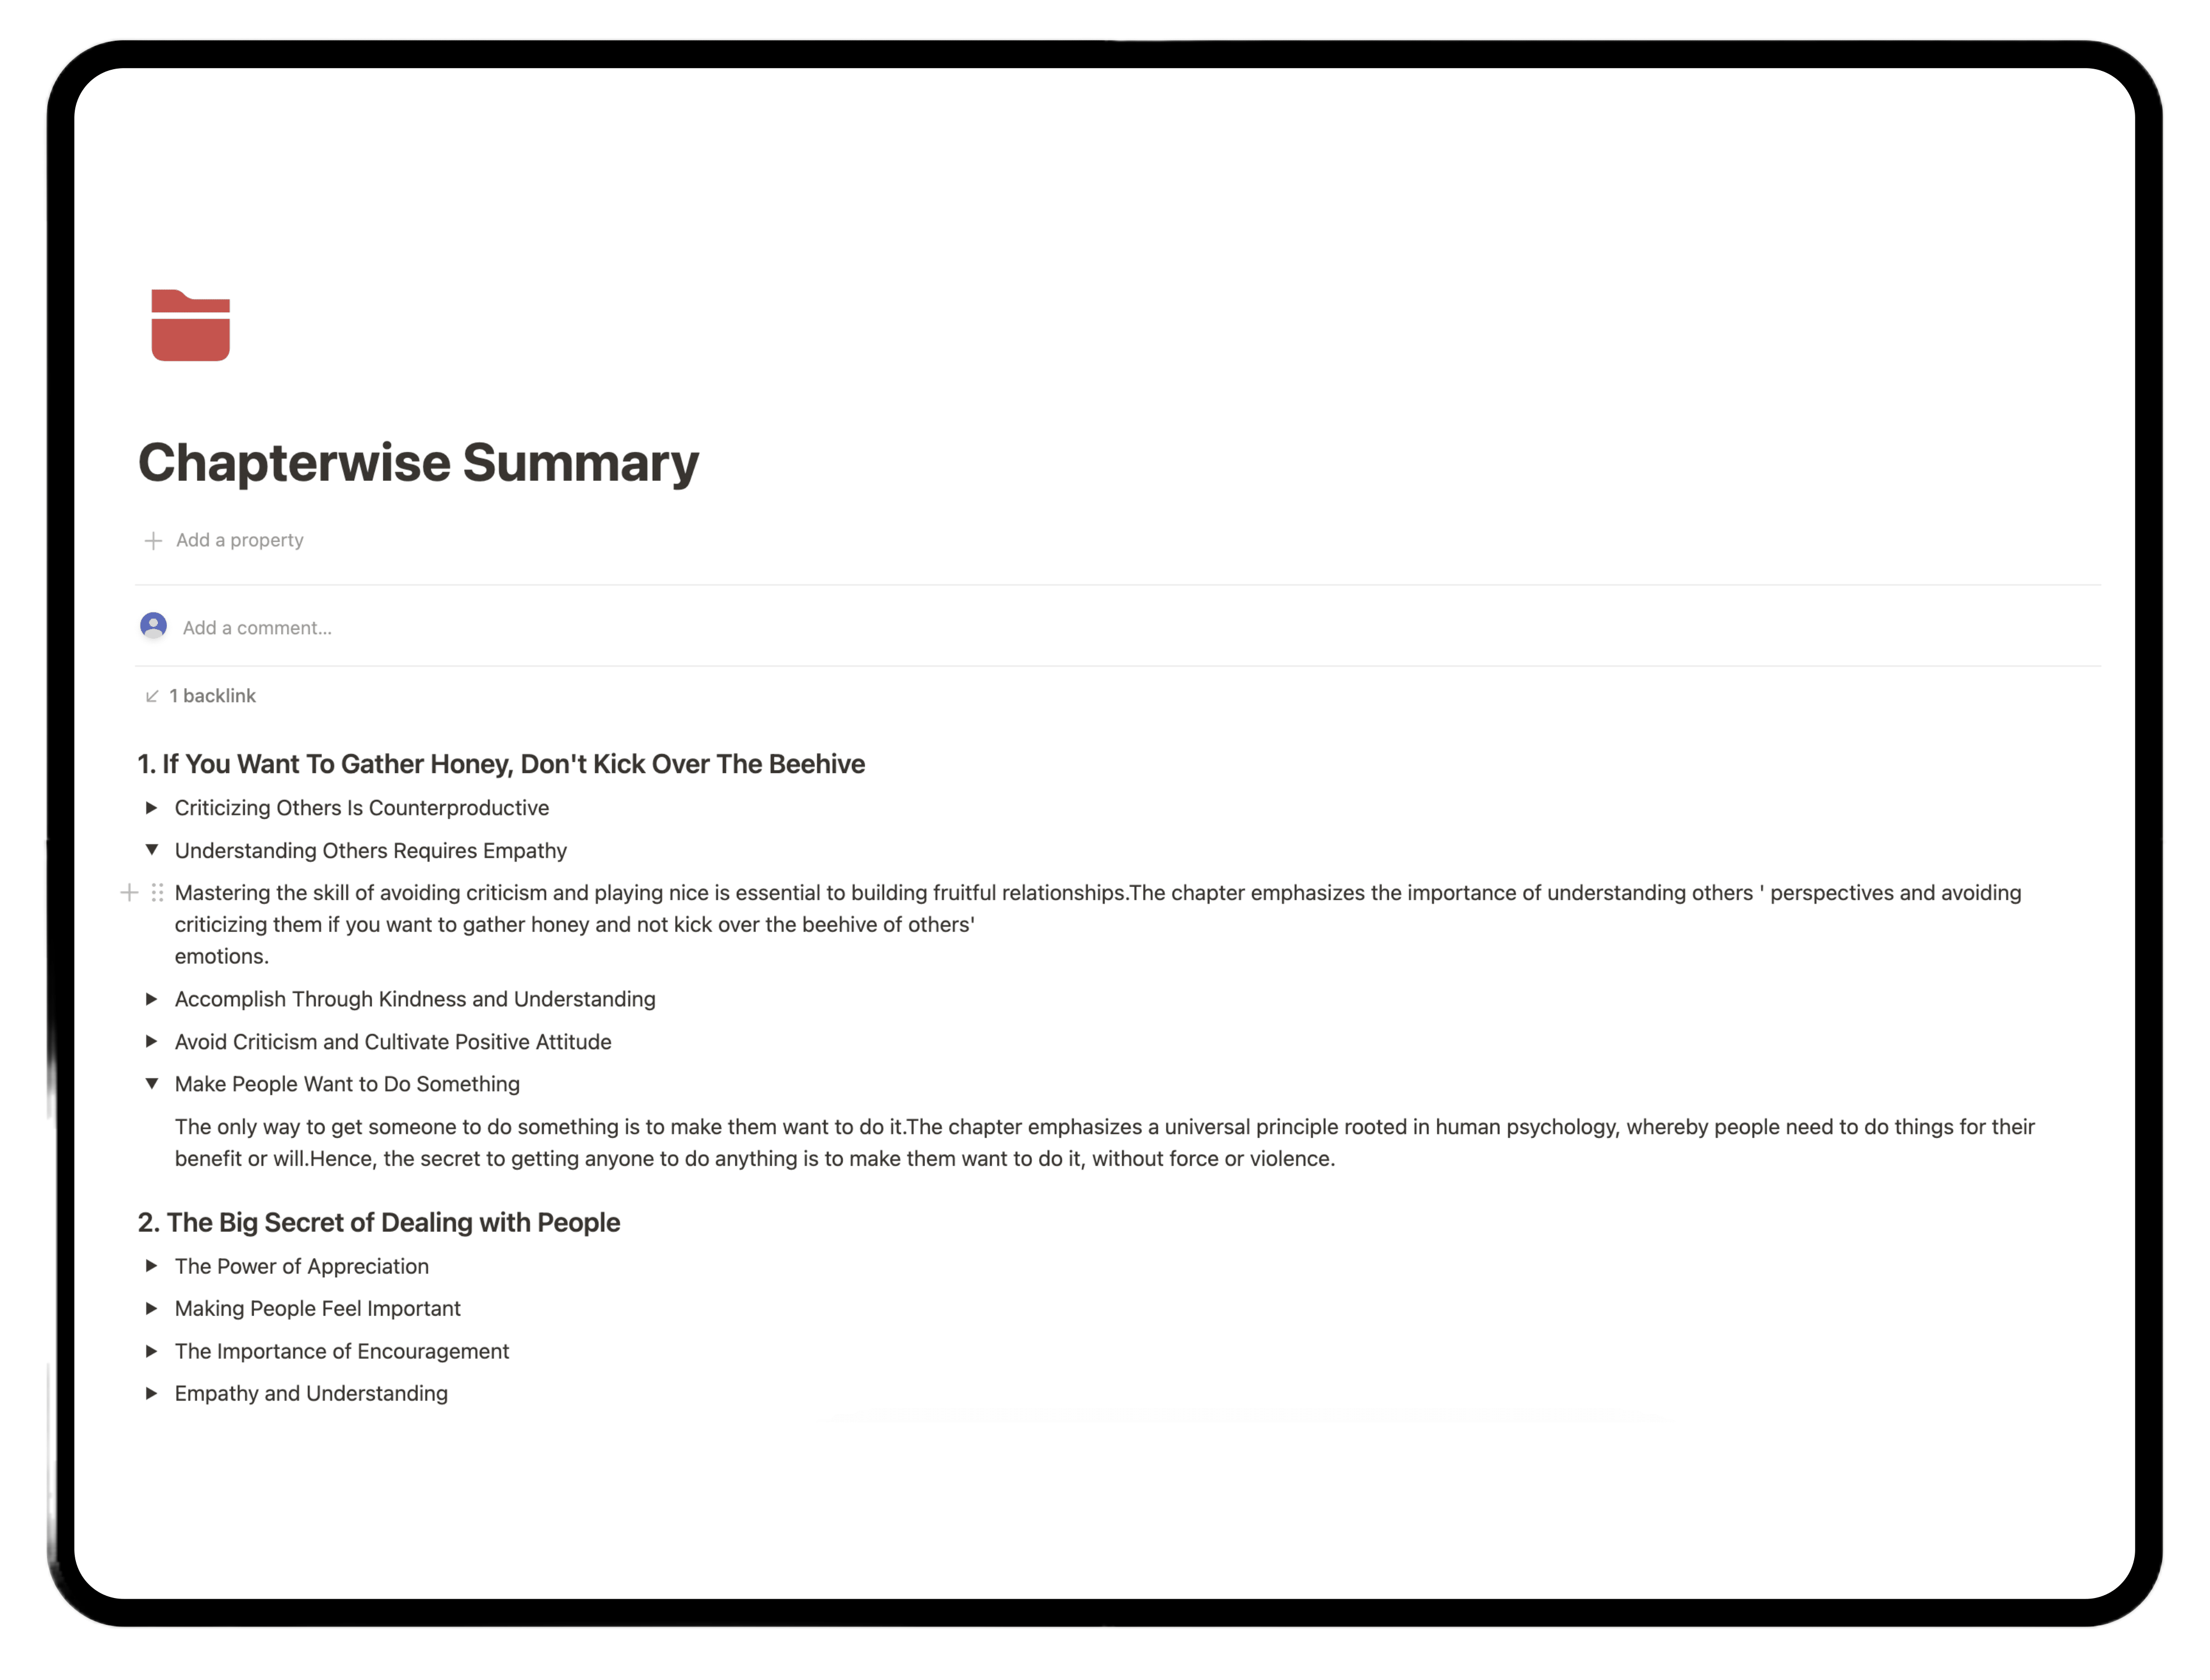 Chapterwise Summary
Add a property
Add a comment...
1 backlink
1. If You Want To Gather Honey, Don't Kick Over The Beehive
Criticizing Others Is Counterproductive
Understanding Others Requires Empathy
Mastering the skill of avoiding criticism and playing nice is essential to building fruitful relationships.The chapter emphasizes the importance of understanding others ' perspectives and avoiding
criticizing them if you want to gather honey and not kick over the beehive of others'
emotions.
Accomplish Through Kindness and Understanding
Avoid Criticism and Cultivate Positive Attitude
Make People Want to Do Something
The only way to get someone to do something is to make them want to do it.The chapter emphasizes a universal principle rooted in human psychology, whereby people need to do things for their
benefit or will.Hence, the secret to getting anyone to do anything is to make them want to do it, without force or violence.
2. The Big Secret of Dealing with People
The Power of Appreciation
Making People Feel Important
The Importance of Encouragement
Empathy and Understanding